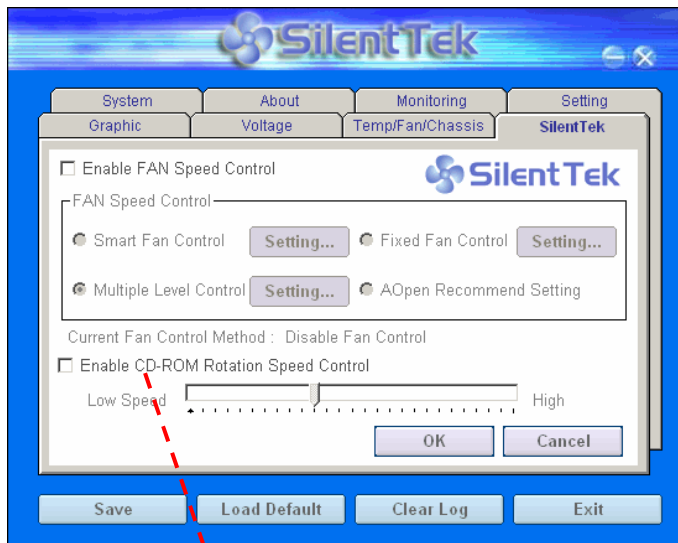 SilentTek
System About Monitoring Setting
Graphic Voltage Temp/Fan/Chassis SilentTek
Enable FAN Speed Control
SilentTek
FAN Speed Control
Smart Fan Control Setting... Fixed Fan Control Setting...
Multiple Level Control Setting... AOpen Recommend Setting
Current Fan Control Method : Disable Fan Control
Enable CD-ROM Rotation Speed Control
Low Speed High
OK Cancel
Save Load Default Clear Log Exit